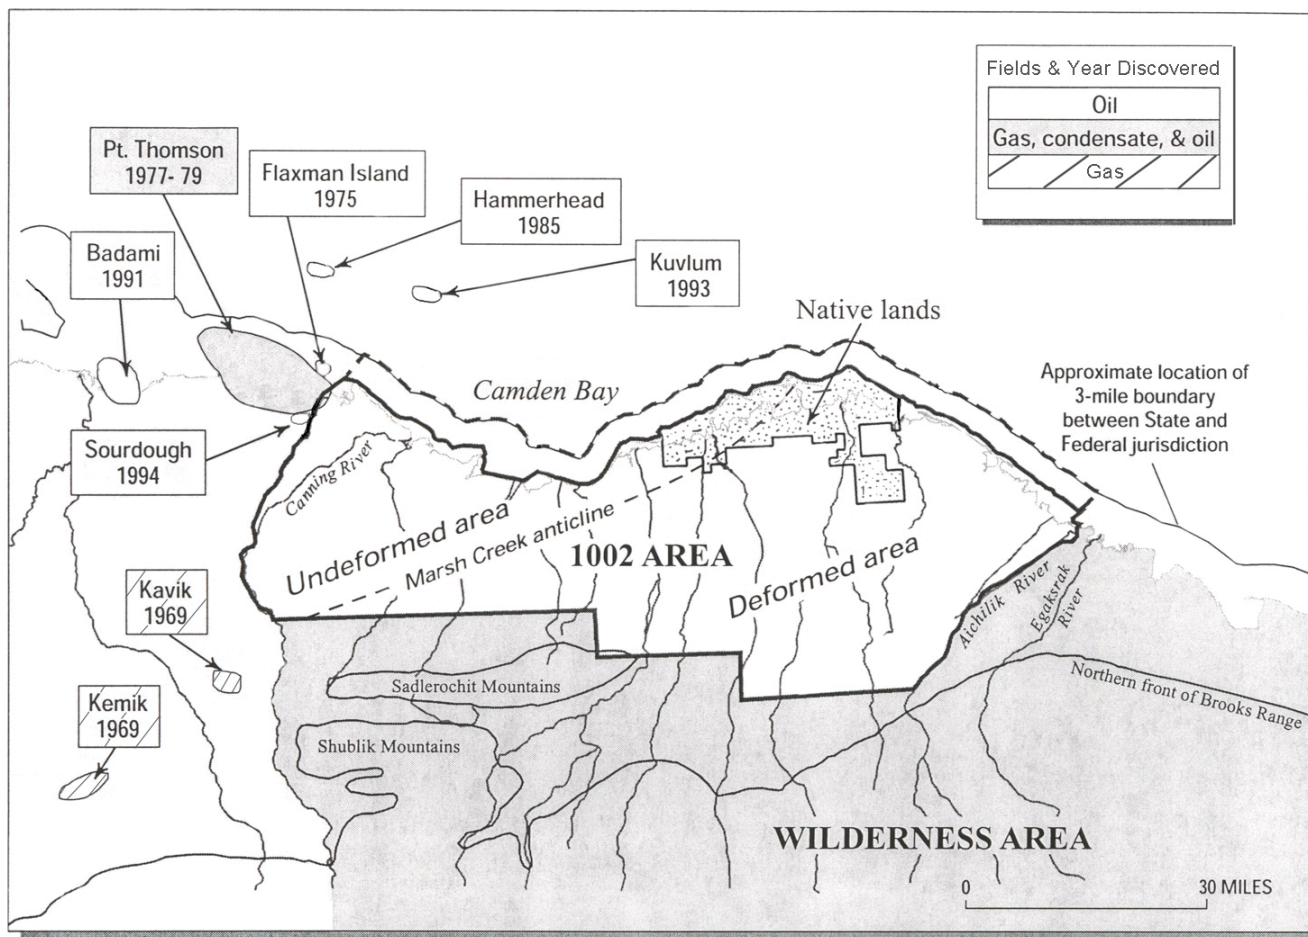 Fields & Year Discovered
Oil
Gas, condensate, & oil
Gas
Pt. Thomson
1977- 79
Flaxman Island
1975
Hammerhead
1985
Badami
1991
Kuvlum
1993
Native lands
Camden Bay
Approximate location of
3-mile boundary
between State and
Federal jurisdiction
Sourdough
1994
Canning River
Undeformed area
Marsh Creek anticline
1002 AREA
Deformed area
Aichilik River
Egaksrak
River
Kavik
1969
Kemik
1969
Sadlerochit Mountains
Shublik Mountains
Northern front of Brooks Range
WILDERNESS AREA
0 30 MILES